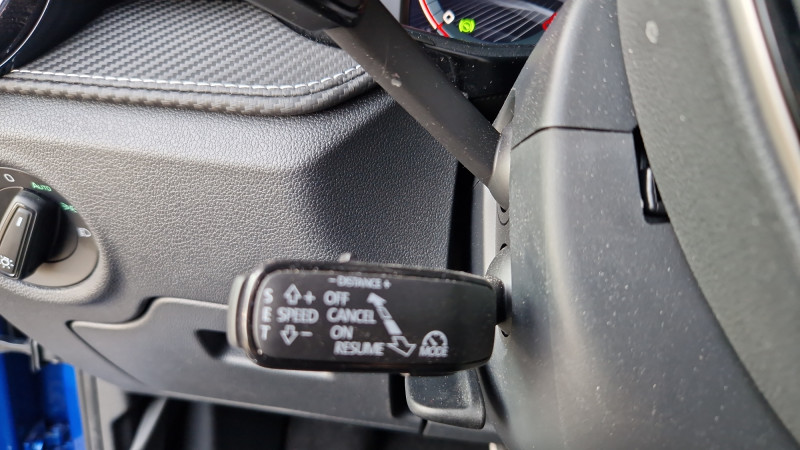 O
AUTO
- DISTANCE +
S + OFF
E SPEED CANCEL
T - ON
RESUME MODE